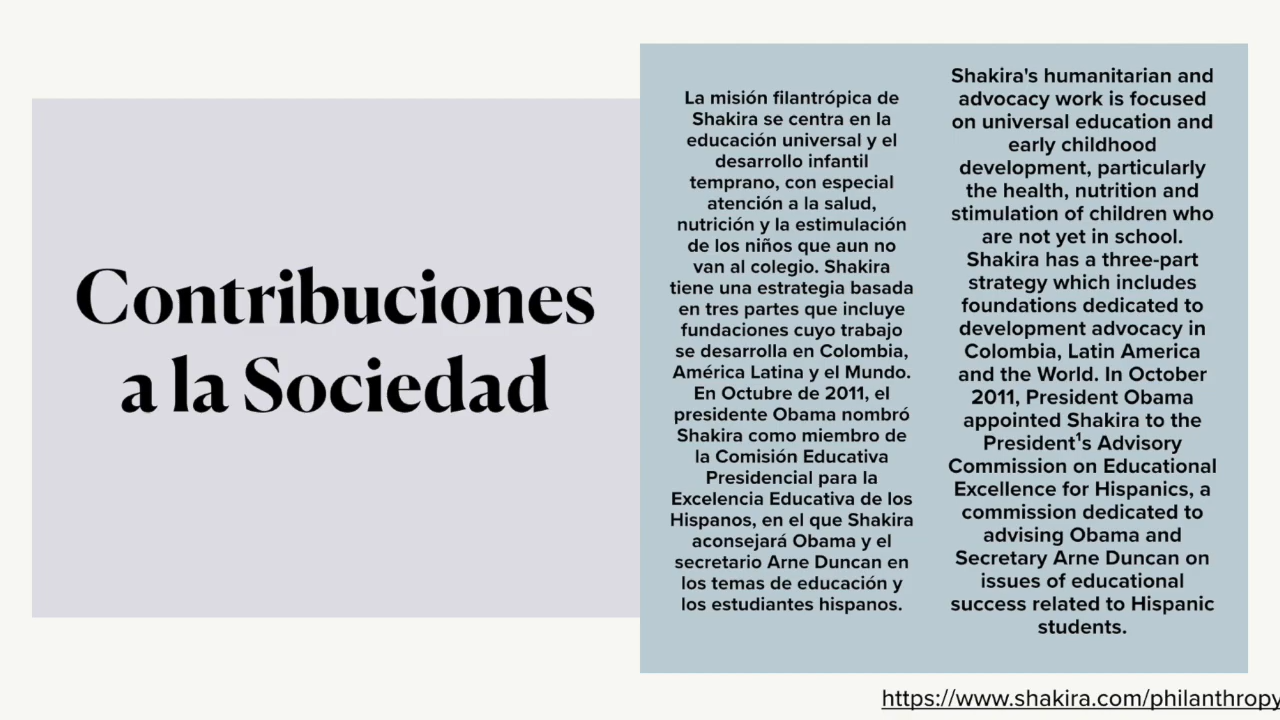 Contribuciones
a la Sociedad
La misión filantrópica de
Shakira se centra en la
educación universal y el
desarrollo infantil
temprano, con especial
atención a la salud,
nutrición y la estimulación
de los niños que aun no
van al colegio. Shakira
tiene una estrategia basada
en tres partes que incluye
fundaciones cuyo trabajo
se desarrolla en Colombia,
América Latina y el Mundo.
En Octubre de 2011, el
presidente Obama nombró
Shakira como miembro de
la Comisión Educativa
Presidencial para la
Excelencia Educativa de los
Hispanos, en el que Shakira
aconsejará Obama y el
secretario Arne Duncan en
los temas de educación y
los estudiantes hispanos.
Shakira's humanitarian and
advocacy work is focused
on universal education and
early childhood
development, particularly
the health, nutrition and
stimulation of children who
are not yet in school.
Shakira has a three-part
strategy which includes
foundations dedicated to
development advocacy in
Colombia, Latin America
and the World. In October
2011, President Obama
appointed Shakira to the
President¹s Advisory
Commission on Educational
Excellence for Hispanics, a
commission dedicated to
advising Obama and
Secretary Arne Duncan on
issues of educational
success related to Hispanic
students.
https://www.shakira.com/philanthropy